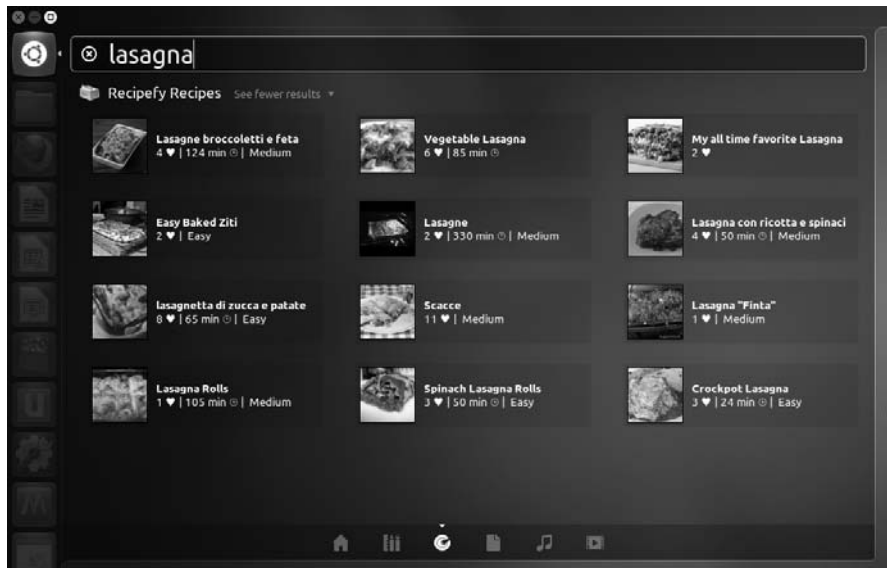 lasagna
Recipefy Recipes See fewer results ▼
Lasagne broccoletti e feta
4 ♥ | 124 min ◷ | Medium
Vegetable Lasagna
6 ♥ | 85 min ◷
My all time favorite Lasagna
2 ♥
Easy Baked Ziti
2 ♥ | Easy
Lasagne
2 ♥ | 330 min ◷ | Medium
Lasagna con ricotta e spinaci
4 ♥ | 50 min ◷ | Medium
lasagnetta di zucca e patate
8 ♥ | 65 min ◷ | Easy
Scacce
11 ♥ | Medium
Lasagna "Finta"
1 ♥ | Medium
Lasagna Rolls
1 ♥ | 105 min ◷ | Medium
Spinach Lasagna Rolls
3 ♥ | 50 min ◷ | Easy
Crockpot Lasagna
3 ♥ | 24 min ◷ | Easy